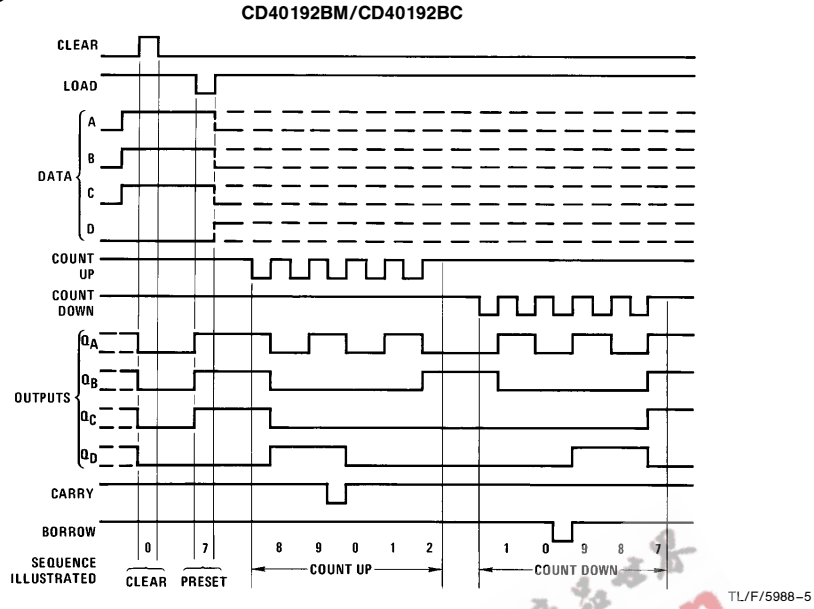 CD40192BM/CD40192BC
CLEAR
LOAD
DATA
A
B
C
D
COUNT UP
COUNT DOWN
OUTPUTS
QA
QB
QC
QD
CARRY
BORROW
SEQUENCE ILLUSTRATED
0 7 8 9 0 1 2 1 0 9 8 7
CLEAR PRESET COUNT UP COUNT DOWN
TL/F/5988-5